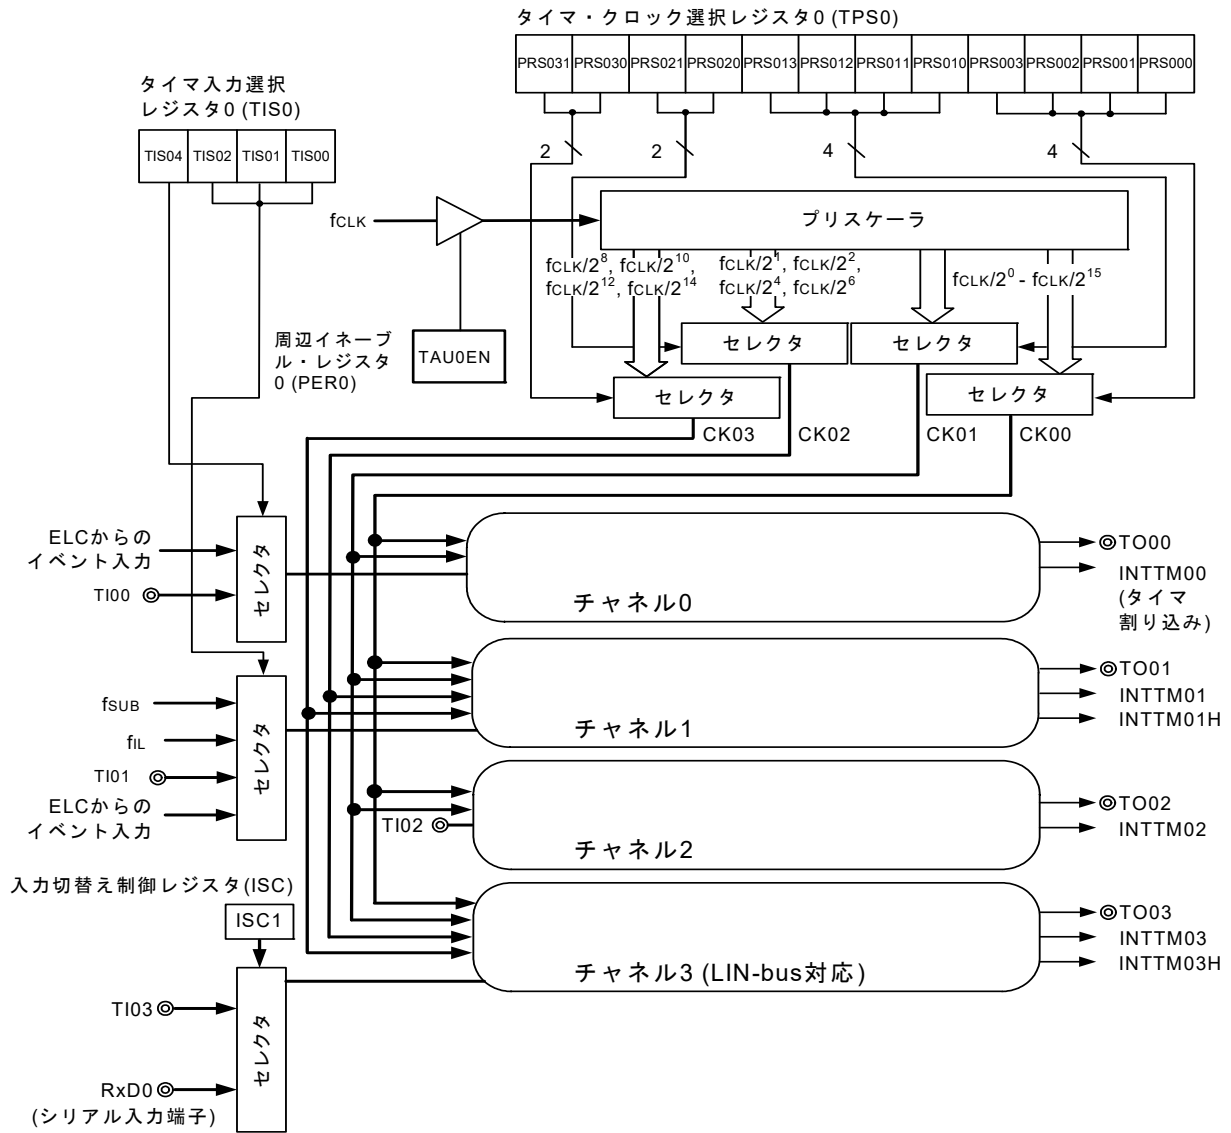 タイマ・クロック選択レジスタ0 (TPS0)
PRS031 PRS030 PRS021 PRS020 PRS013 PRS012 PRS011 PRS010 PRS003 PRS002 PRS001 PRS000
タイマ入力選択
レジスタ0 (TIS0)
TIS04 TIS02 TIS01 TIS00
2 2 4 4
fCLK
プリスケーラ
fCLK/2^8, fCLK/2^10,
fCLK/2^12, fCLK/2^14
fCLK/2^1, fCLK/2^2,
fCLK/2^4, fCLK/2^6
fCLK/2^0 - fCLK/2^15
周辺イネーブ
ル・レジスタ
0 (PER0)
TAU0EN
セレクタ
セレクタ
セレクタ
セレクタ
CK03 CK02 CK01 CK00
ELCからの
イベント入力
TI00
セレクタ
チャネル0
TO00
INTTM00
(タイマ
割り込み)
fSUB
fIL
TI01
ELCからの
イベント入力
セレクタ
チャネル1
TO01
INTTM01
INTTM01H
TI02
チャネル2
TO02
INTTM02
入力切替え制御レジスタ(ISC)
ISC1
TI03
RxD0
(シリアル入力端子)
セレクタ
チャネル3 (LIN-bus対応)
TO03
INTTM03
INTTM03H